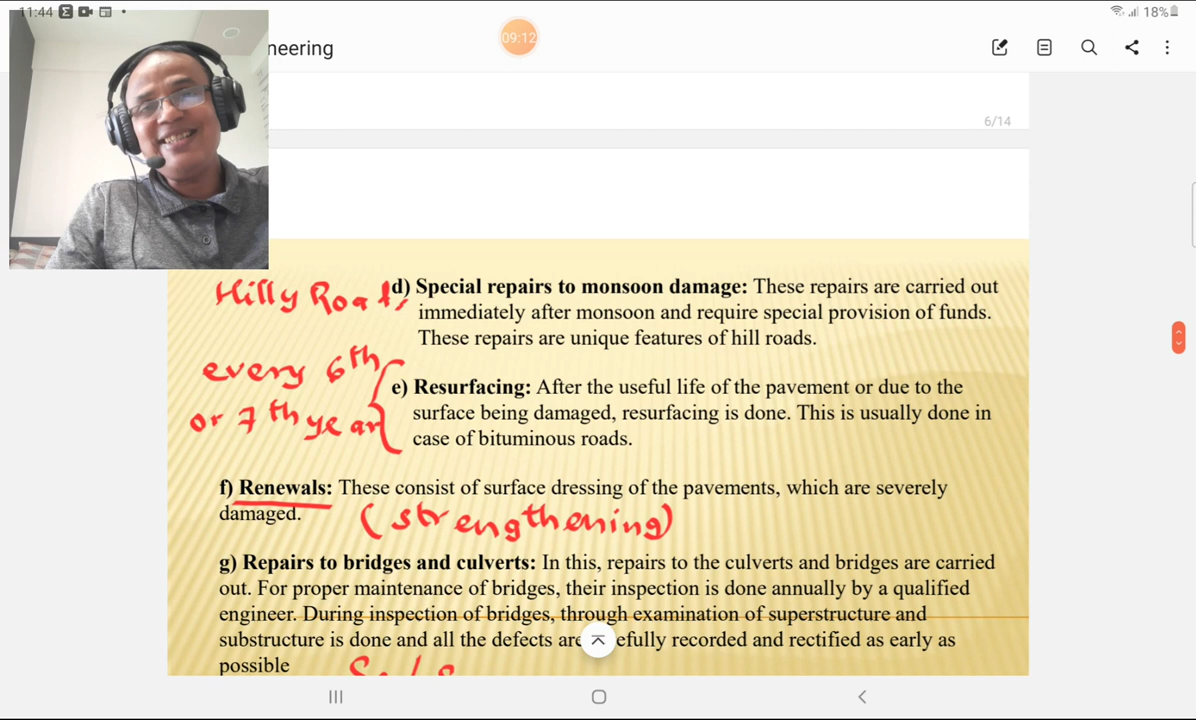 11:44
18%
neering
09:12
6/14
Hilly Road,
d) Special repairs to monsoon damage: These repairs are carried out
immediately after monsoon and require special provision of funds.
These repairs are unique features of hill roads.
every 6th
or 7th year
e) Resurfacing: After the useful life of the pavement or due to the
surface being damaged, resurfacing is done. This is usually done in
case of bituminous roads.
f) Renewals: These consist of surface dressing of the pavements, which are severely
damaged.
(strengthening)
g) Repairs to bridges and culverts: In this, repairs to the culverts and bridges are carried
out. For proper maintenance of bridges, their inspection is done annually by a qualified
engineer. During inspection of bridges, through examination of superstructure and
substructure is done and all the defects are efully recorded and rectified as early as
possible